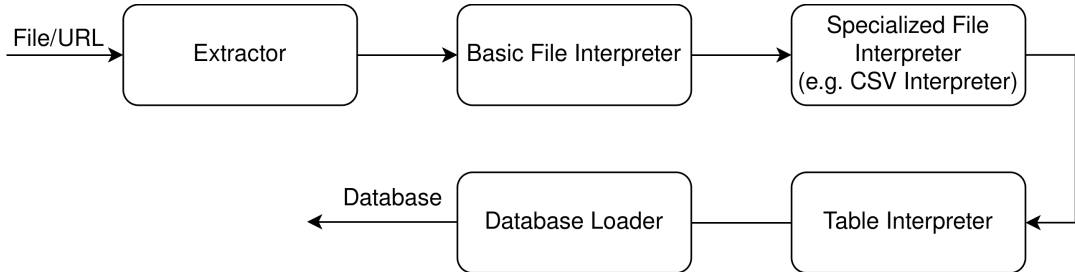 File/URL
Extractor
Basic File Interpreter
Specialized File
Interpreter
(e.g. CSV Interpreter)
Database
Database Loader
Table Interpreter